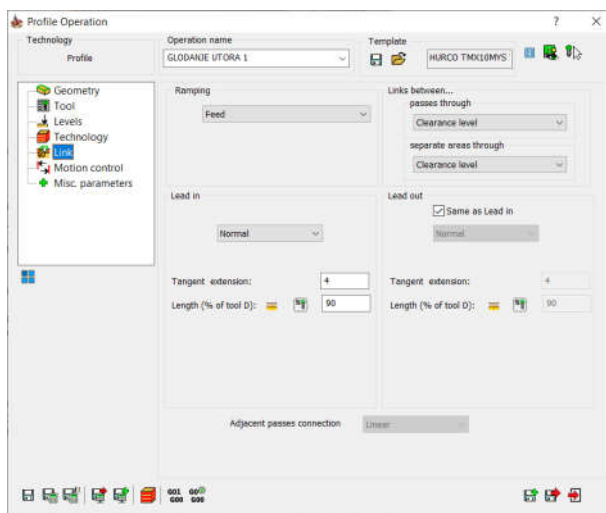 Profile Operation
Technology
Profile
Operation name
GLODANJE UTORA 1
Template
HURCO TMX10MYS
Geometry
Tool
Levels
Technology
Link
Motion control
Misc. parameters
Ramping
Feed
Links between...
passes through
Clearance level
separate areas through
Clearance level
Lead in
Normal
Tangent extension: 4
Length (% of tool D): 90
Lead out
Same as Lead in
Normal
Tangent extension: 4
Length (% of tool D): 90
Adjacent passes connection Linear